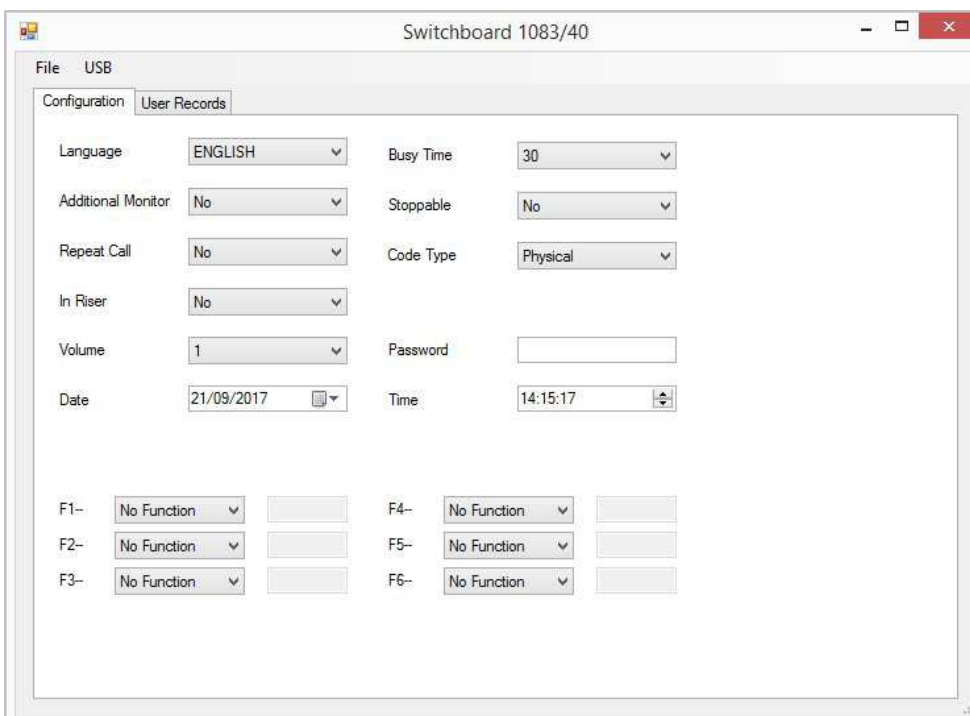 Switchboard 1083/40
File USB
Configuration User Records
Language ENGLISH Busy Time 30
Additional Monitor No Stoppable No
Repeat Call No Code Type Physical
In Riser No
Volume 1 Password
Date 21/09/2017 Time 14:15:17
F1-- No Function F4-- No Function
F2-- No Function F5-- No Function
F3-- No Function F6-- No Function